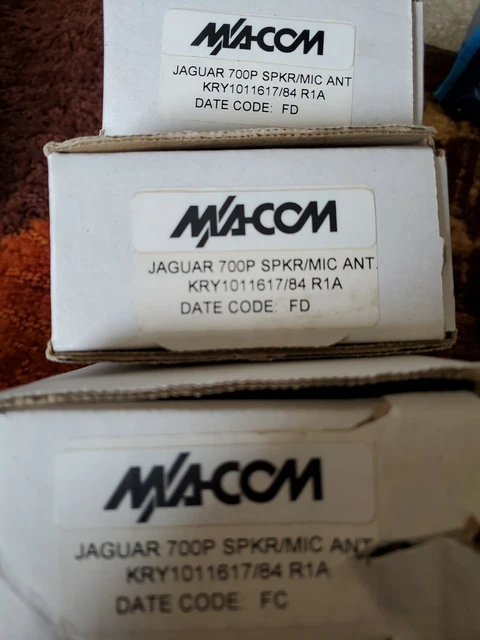 M/A-COM
JAGUAR 700P SPKR/MIC ANT
KRY1011617/84 R1A
DATE CODE: FD
M/A-COM
JAGUAR 700P SPKR/MIC ANT.
KRY1011617/84 R1A
DATE CODE: FD
M/A-COM
JAGUAR 700P SPKR/MIC ANT
KRY1011617/84 R1A
DATE CODE: FC